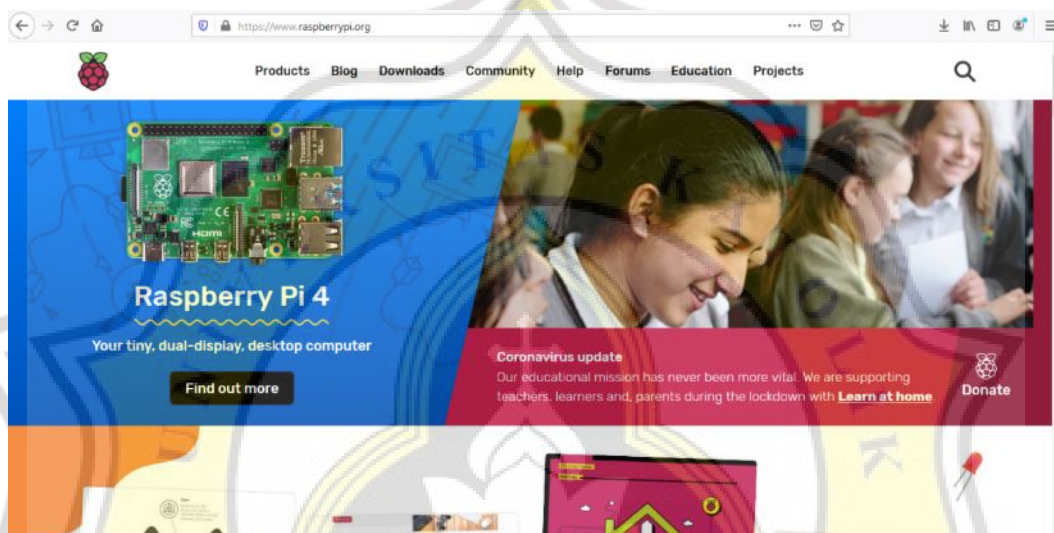 https://www.raspberrypi.org
Products Blog Downloads Community Help Forums Education Projects
HDMI
Raspberry Pi 4
Your tiny, dual-display, desktop computer
Find out more
Coronavirus update
Our educational mission has never been more vital. We are supporting
teachers, learners and, parents during the lockdown with Learn at home.
Donate